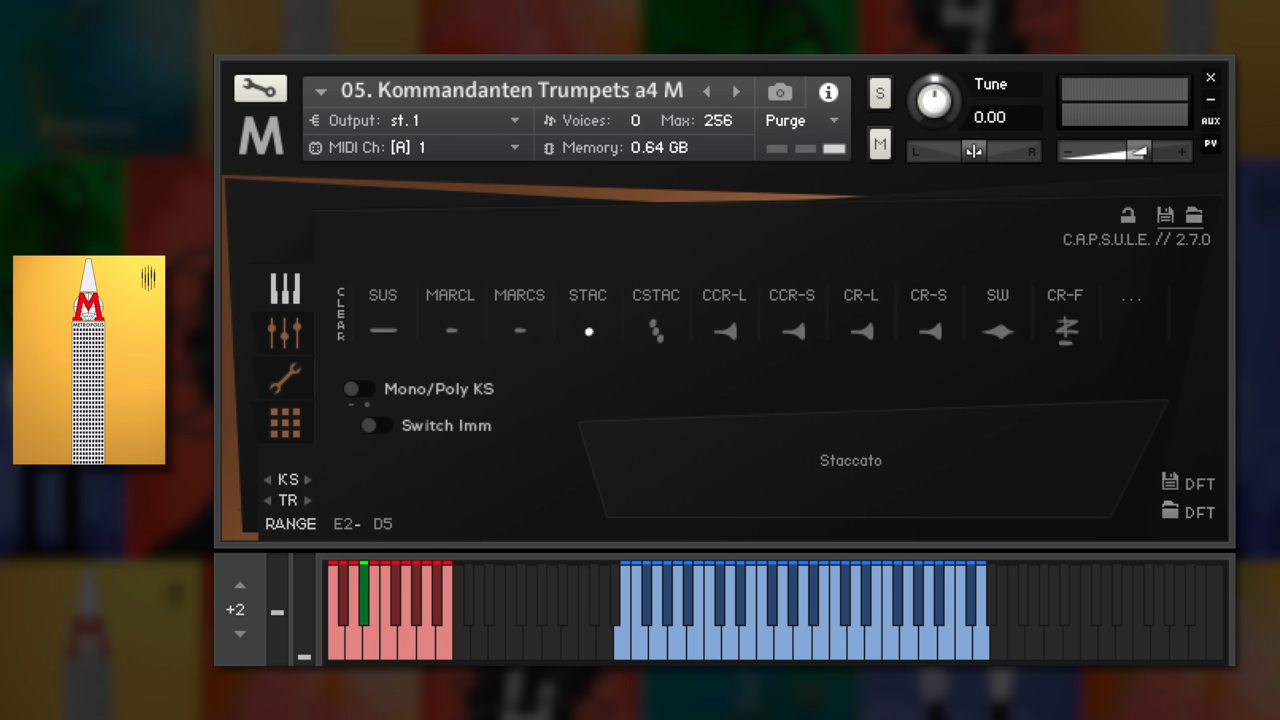 05. Kommandanten Trumpets a4 M
Output: st.1
Voices: 0 Max: 256
Purge
MIDI Ch: [A] 1
Memory: 0.64 GB
S
M
Tune
0.00
L
R
AUX
PV
M
METROPOLIS
C.A.P.S.U.L.E. // 2.7.0
CLEAR
SUS MARCL MARCS STAC CSTAC CCR-L CCR-S CR-L CR-S SW CR-F ...
Mono/Poly KS
Switch Imm
Staccato
KS
TR
RANGE E2- D5
DFT
DFT
+2